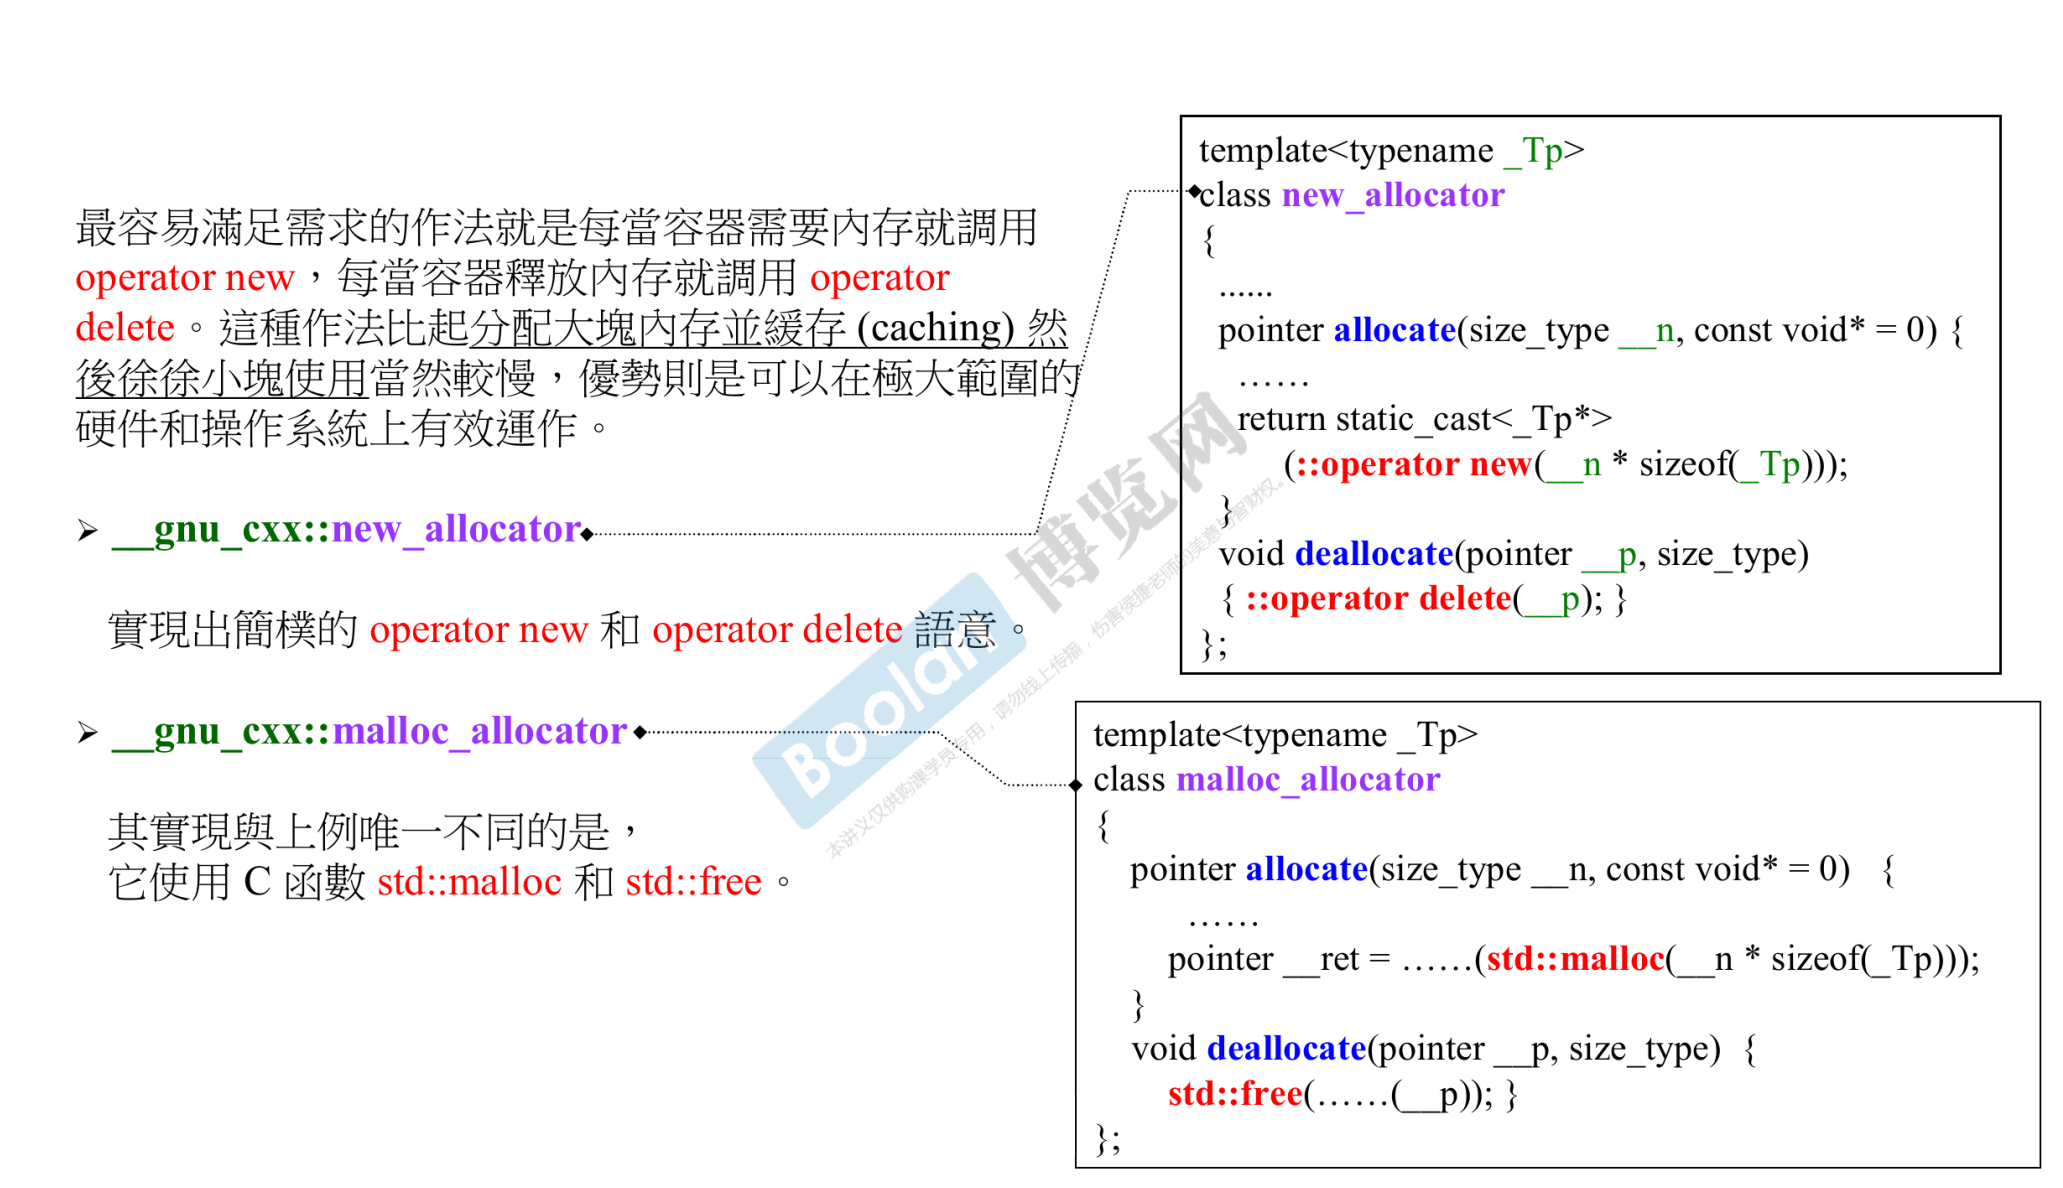 最容易滿足需求的作法就是每當容器需要內存就調用
operator new，每當容器釋放內存就調用 operator
delete。這種作法比起分配大塊內存並緩存 (caching) 然
後徐徐小塊使用當然較慢，優勢則是可以在極大範圍的
硬件和操作系統上有效運作。
➢ __gnu_cxx::new_allocator
實現出簡樸的 operator new 和 operator delete 語意。
➢ __gnu_cxx::malloc_allocator
其實現與上例唯一不同的是，
它使用 C 函數 std::malloc 和 std::free。
template<typename _Tp>
class new_allocator
{
......
pointer allocate(size_type __n, const void* = 0) {
……
return static_cast<_Tp*>
(::operator new(__n * sizeof(_Tp)));
}
void deallocate(pointer __p, size_type)
{ ::operator delete(__p); }
};
template<typename _Tp>
class malloc_allocator
{
pointer allocate(size_type __n, const void* = 0) {
……
pointer __ret = ……(std::malloc(__n * sizeof(_Tp)));
}
void deallocate(pointer __p, size_type) {
std::free(……(__p)); }
};
Boolan 博览网
本讲义仅供购课学员专用，请勿线上传播，伤害侯捷老师的美意与智财权。